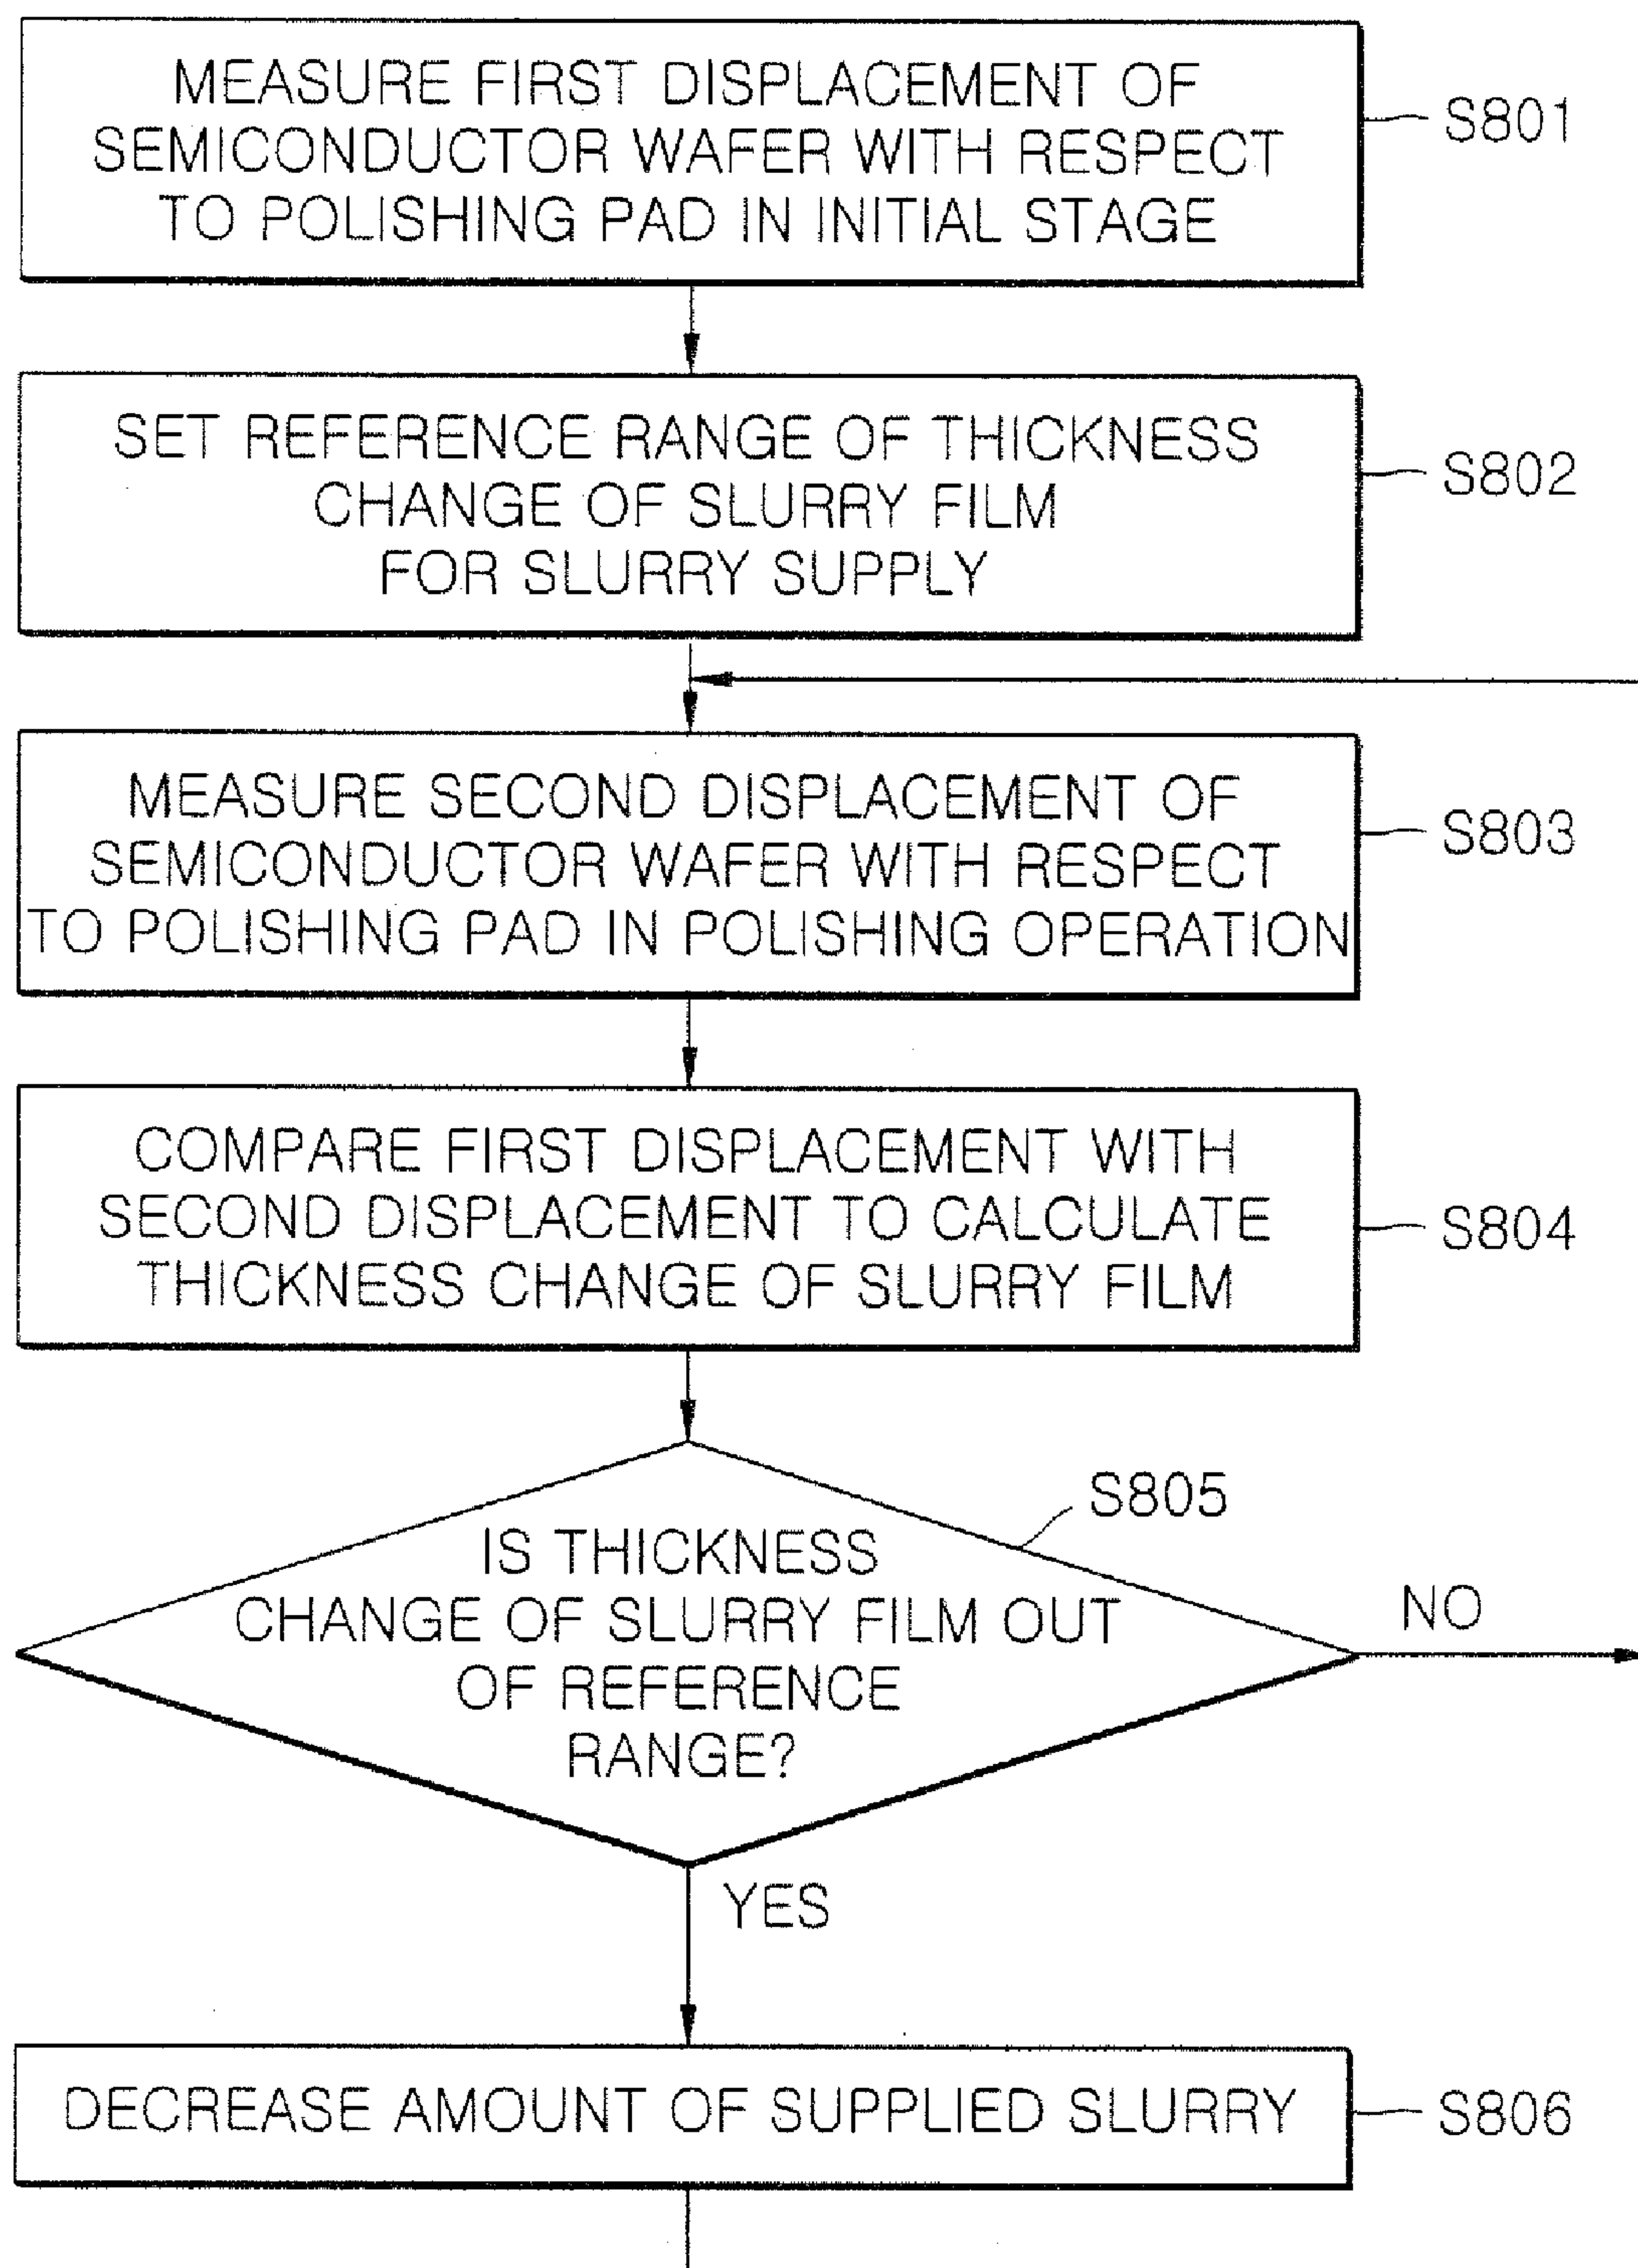 MEASURE FIRST DISPLACEMENT OF
SEMICONDUCTOR WAFER WITH RESPECT
TO POLISHING PAD IN INITIAL STAGE
S801
SET REFERENCE RANGE OF THICKNESS
CHANGE OF SLURRY FILM
FOR SLURRY SUPPLY
S802
MEASURE SECOND DISPLACEMENT OF
SEMICONDUCTOR WAFER WITH RESPECT
TO POLISHING PAD IN POLISHING OPERATION
S803
COMPARE FIRST DISPLACEMENT WITH
SECOND DISPLACEMENT TO CALCULATE
THICKNESS CHANGE OF SLURRY FILM
S804
S805
IS THICKNESS
CHANGE OF SLURRY FILM OUT
OF REFERENCE
RANGE?
NO
YES
DECREASE AMOUNT OF SUPPLIED SLURRY
S806